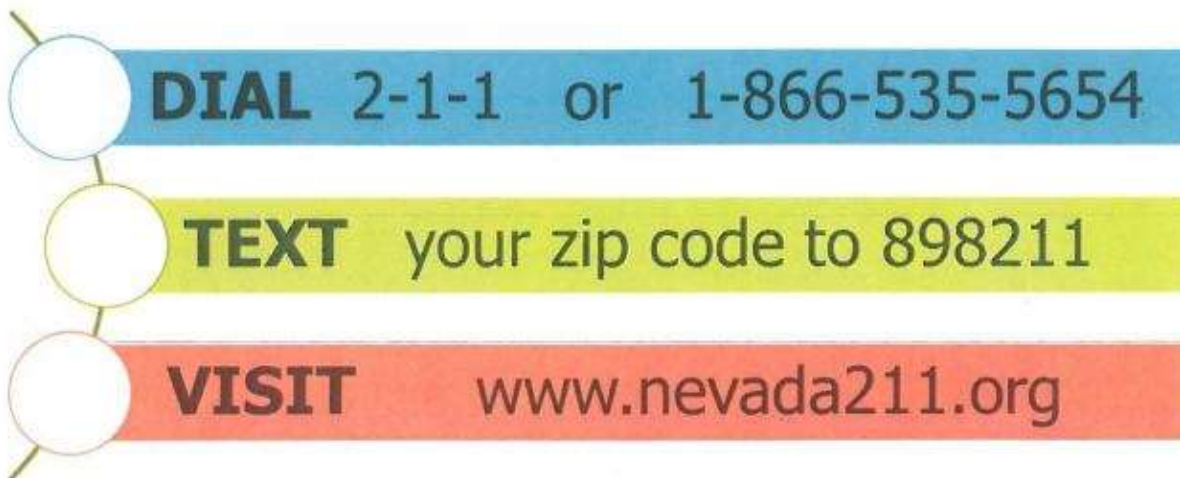 DIAL 2-1-1 or 1-866-535-5654
TEXT your zip code to 898211
VISIT www.nevada211.org